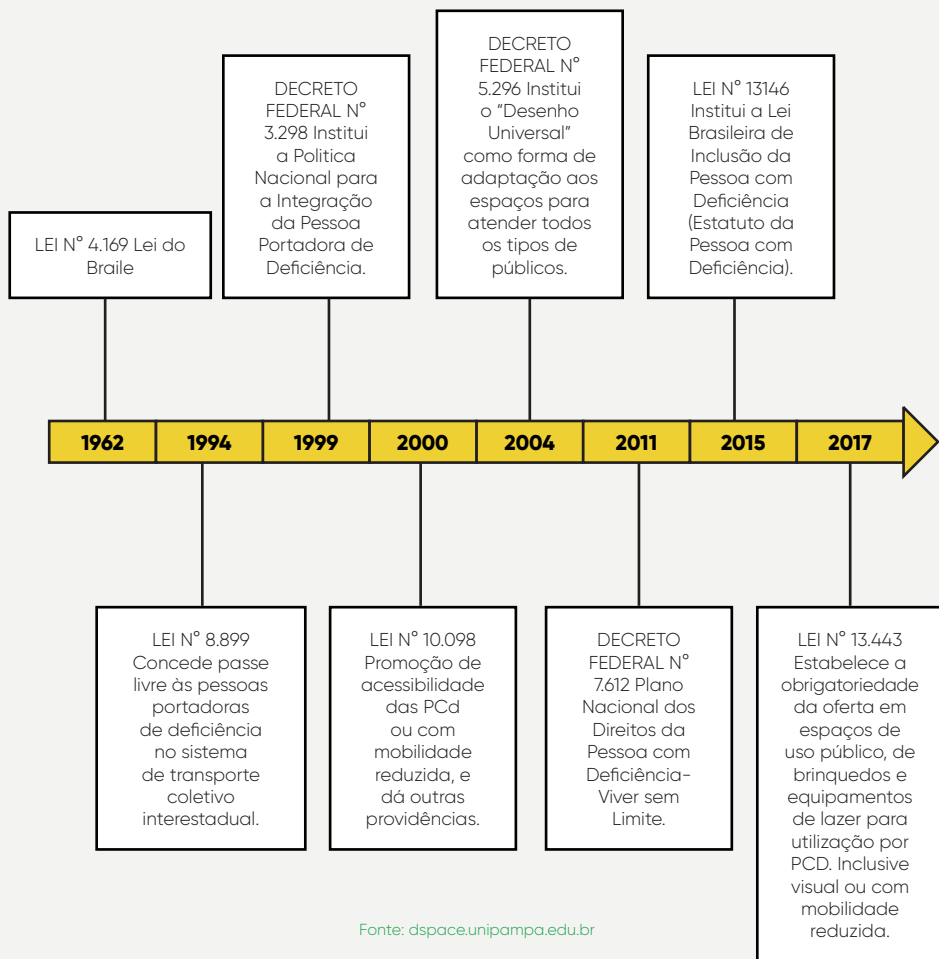 LEI N° 4.169 Lei do
Braile
DECRETO
FEDERAL N°
3.298 Institui
a Politica
Nacional para
a Integração
da Pessoa
Portadora de
Deficiência.
DECRETO
FEDERAL N°
5.296 Institui
o “Desenho
Universal”
como forma de
adaptação aos
espaços para
atender todos
os tipos de
públicos.
LEI N° 13146
Institui a Lei
Brasileira de
Inclusão da
Pessoa com
Deficiência
(Estatuto da
Pessoa com
Deficiência).
1962 1994 1999 2000 2004 2011 2015 2017
LEI N° 8.899
Concede passe
livre às pessoas
portadoras
de deficiência
no sistema
de transporte
coletivo
interestadual.
LEI N° 10.098
Promoção de
acessibilidade
das PCd
ou com
mobilidade
reduzida, e
dá outras
providências.
DECRETO
FEDERAL N°
7.612 Plano
Nacional dos
Direitos da
Pessoa com
Deficiência-
Viver sem
Limite.
LEI N° 13.443
Estabelece a
obrigatoriedade
da oferta em
espaços de
uso público, de
brinquedos e
equipamentos
de lazer para
utilização por
PCD. Inclusive
visual ou com
mobilidade
reduzida.
Fonte: dspace.unipampa.edu.br